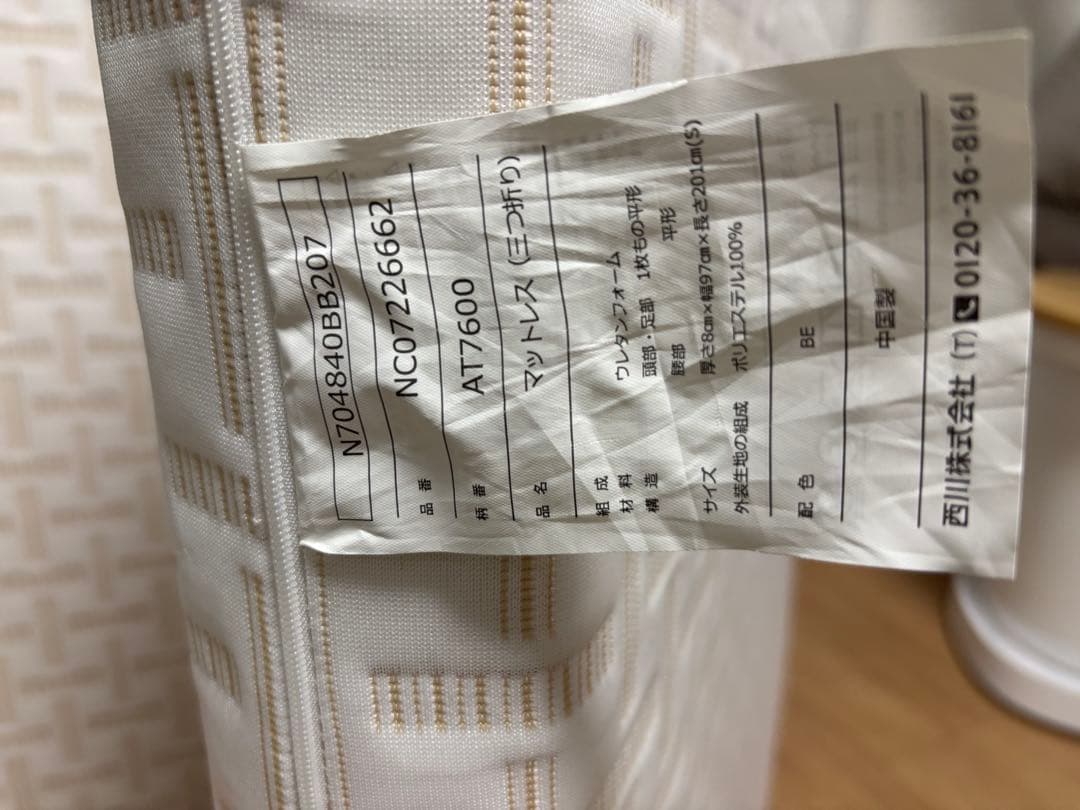 N704840BB207
品番 NC07226662
柄番 AT7600
品名 マットレス (三つ折り)
組成
材料 ウレタンフォーム
構造 頭部・足部 1枚もの平形
腰部 平形
サイズ 厚さ8cm×幅97cm×長さ201cm(S)
外装生地の組成 ポリエステル100%
配色 BE
中国製
西川株式会社 (T) 0120-36-8161